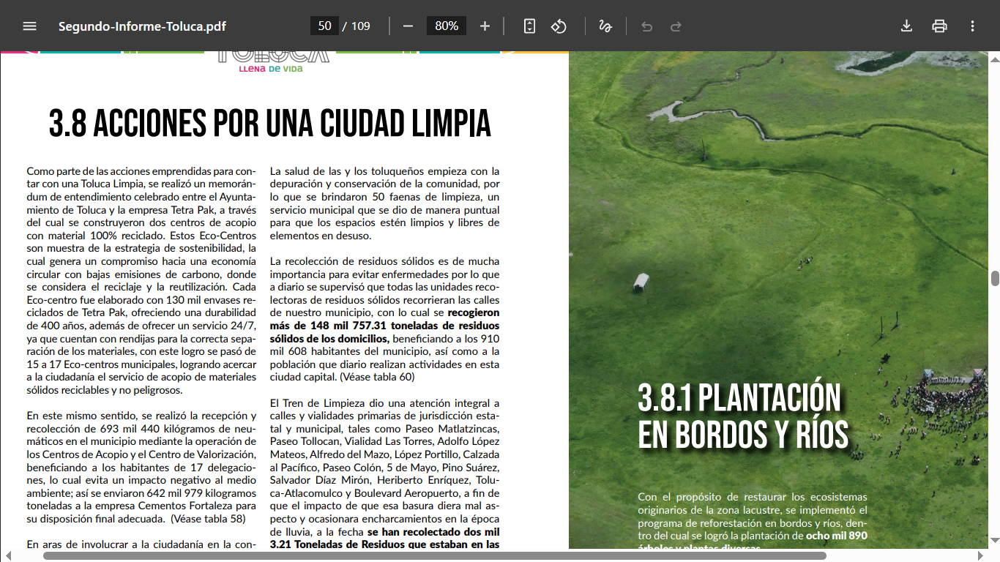 Segundo-Informe-Toluca.pdf
50 / 109
80%
TOLUCA
LLENA DE VIDA
3.8 ACCIONES POR UNA CIUDAD LIMPIA
Como parte de las acciones emprendidas para con-
tar con una Toluca Limpia, se realizó un memorán-
dum de entendimiento celebrado entre el Ayunta-
miento de Toluca y la empresa Tetra Pak, a través
del cual se construyeron dos centros de acopio
con material 100% reciclado. Estos Eco-Centros
son muestra de la estrategia de sostenibilidad, la
cual genera un compromiso hacia una economía
circular con bajas emisiones de carbono, donde
se considera el reciclaje y la reutilización. Cada
Eco-centro fue elaborado con 130 mil envases re-
ciclados de Tetra Pak, ofreciendo una durabilidad
de 400 años, además de ofrecer un servicio 24/7,
ya que cuentan con rendijas para la correcta sepa-
ración de los materiales, con este logro se pasó de
15 a 17 Eco-centros municipales, logrando acercar
a la ciudadanía el servicio de acopio de materiales
sólidos reciclables y no peligrosos.
En este mismo sentido, se realizó la recepción y
recolección de 693 mil 440 kilógramos de neu-
máticos en el municipio mediante la operación de
los Centros de Acopio y el Centro de Valorización,
beneficiando a los habitantes de 17 delegacio-
nes, lo cual evita un impacto negativo al medio
ambiente; así se enviaron 642 mil 979 kilogramos
toneladas a la empresa Cementos Fortaleza para
su disposición final adecuada. (Véase tabla 58)
En aras de involucrar a la ciudadanía en la con-
La salud de las y los toluqueños empieza con la
depuración y conservación de la comunidad, por
lo que se brindaron 50 faenas de limpieza, un
servicio municipal que se dio de manera puntual
para que los espacios estén limpios y libres de
elementos en desuso.
La recolección de residuos sólidos es de mucha
importancia para evitar enfermedades por lo que
a diario se supervisó que todas las unidades reco-
lectoras de residuos sólidos recorrieran las calles
de nuestro municipio, con lo cual se recogieron
más de 148 mil 757.31 toneladas de residuos
sólidos de los domicilios, beneficiando a los 910
mil 608 habitantes del municipio, así como a la
población que diario realizan actividades en esta
ciudad capital. (Véase tabla 60)
El Tren de Limpieza dio una atención integral a
calles y vialidades primarias de jurisdicción esta-
tal y municipal, tales como Paseo Matlatzincas,
Paseo Tollocan, Vialidad Las Torres, Adolfo López
Mateos, Alfredo del Mazo, López Portillo, Calzada
al Pacífico, Paseo Colón, 5 de Mayo, Pino Suárez,
Salvador Díaz Mirón, Heriberto Enríquez, Tolu-
ca-Atlacomulco y Boulevard Aeropuerto, a fin de
que el impacto de que esa basura diera mal as-
pecto y ocasionara encharcamientos en la época
de lluvia, a la fecha se han recolectado dos mil
3.21 Toneladas de Residuos que estaban en las
3.8.1 PLANTACIÓN
EN BORDOS Y RÍOS
Con el propósito de restaurar los ecosistemas
originarios de la zona lacustre, se implementó el
programa de reforestación en bordos y ríos, den-
tro del cual se logró la plantación de ocho mil 890
árboles y plantas diversas